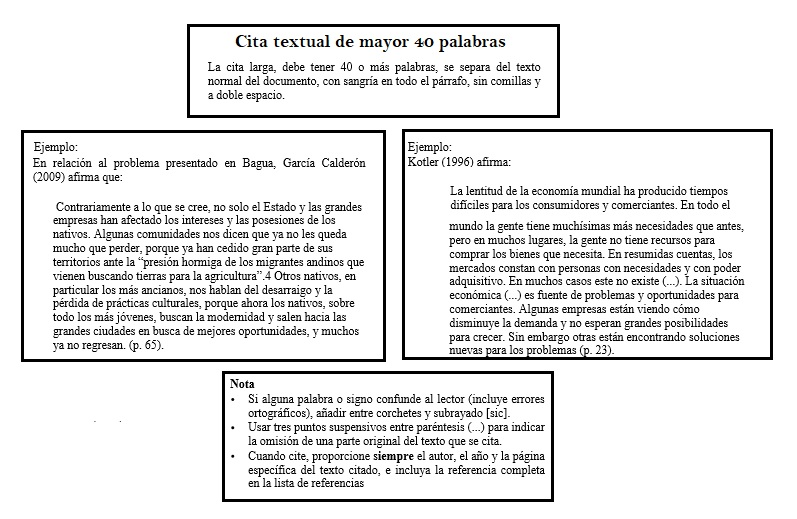 Cita textual de mayor 40 palabras
La cita larga, debe tener 40 o más palabras, se separa del texto
normal del documento, con sangría en todo el párrafo, sin comillas y
a doble espacio.
Ejemplo:
En relación al problema presentado en Bagua, García Calderón
(2009) afirma que:
Contrariamente a lo que se cree, no solo el Estado y las grandes
empresas han afectado los intereses y las posesiones de los
nativos. Algunas comunidades nos dicen que ya no les queda
mucho que perder, porque ya han cedido gran parte de sus
territorios ante la “presión hormiga de los migrantes andinos que
vienen buscando tierras para la agricultura”.4 Otros nativos, en
particular los más ancianos, nos hablan del desarraigo y la
pérdida de prácticas culturales, porque ahora los nativos, sobre
todo los más jóvenes, buscan la modernidad y salen hacia las
grandes ciudades en busca de mejores oportunidades, y muchos
ya no regresan. (p. 65).
Ejemplo:
Kotler (1996) afirma:
La lentitud de la economía mundial ha producido tiempos
difíciles para los consumidores y comerciantes. En todo el
mundo la gente tiene muchísimas más necesidades que antes,
pero en muchos lugares, la gente no tiene recursos para
comprar los bienes que necesita. En resumidas cuentas, los
mercados constan con personas con necesidades y con poder
adquisitivo. En muchos casos este no existe (...). La situación
económica (...) es fuente de problemas y oportunidades para
comerciantes. Algunas empresas están viendo cómo
disminuye la demanda y no esperan grandes posibilidades
para crecer. Sin embargo otras están encontrando soluciones
nuevas para los problemas (p. 23).
Nota
• Si alguna palabra o signo confunde al lector (incluye errores
ortográficos), añadir entre corchetes y subrayado [sic].
• Usar tres puntos suspensivos entre paréntesis (...) para indicar
la omisión de una parte original del texto que se cita.
• Cuando cite, proporcione siempre el autor, el año y la página
específica del texto citado, e incluya la referencia completa
en la lista de referencias